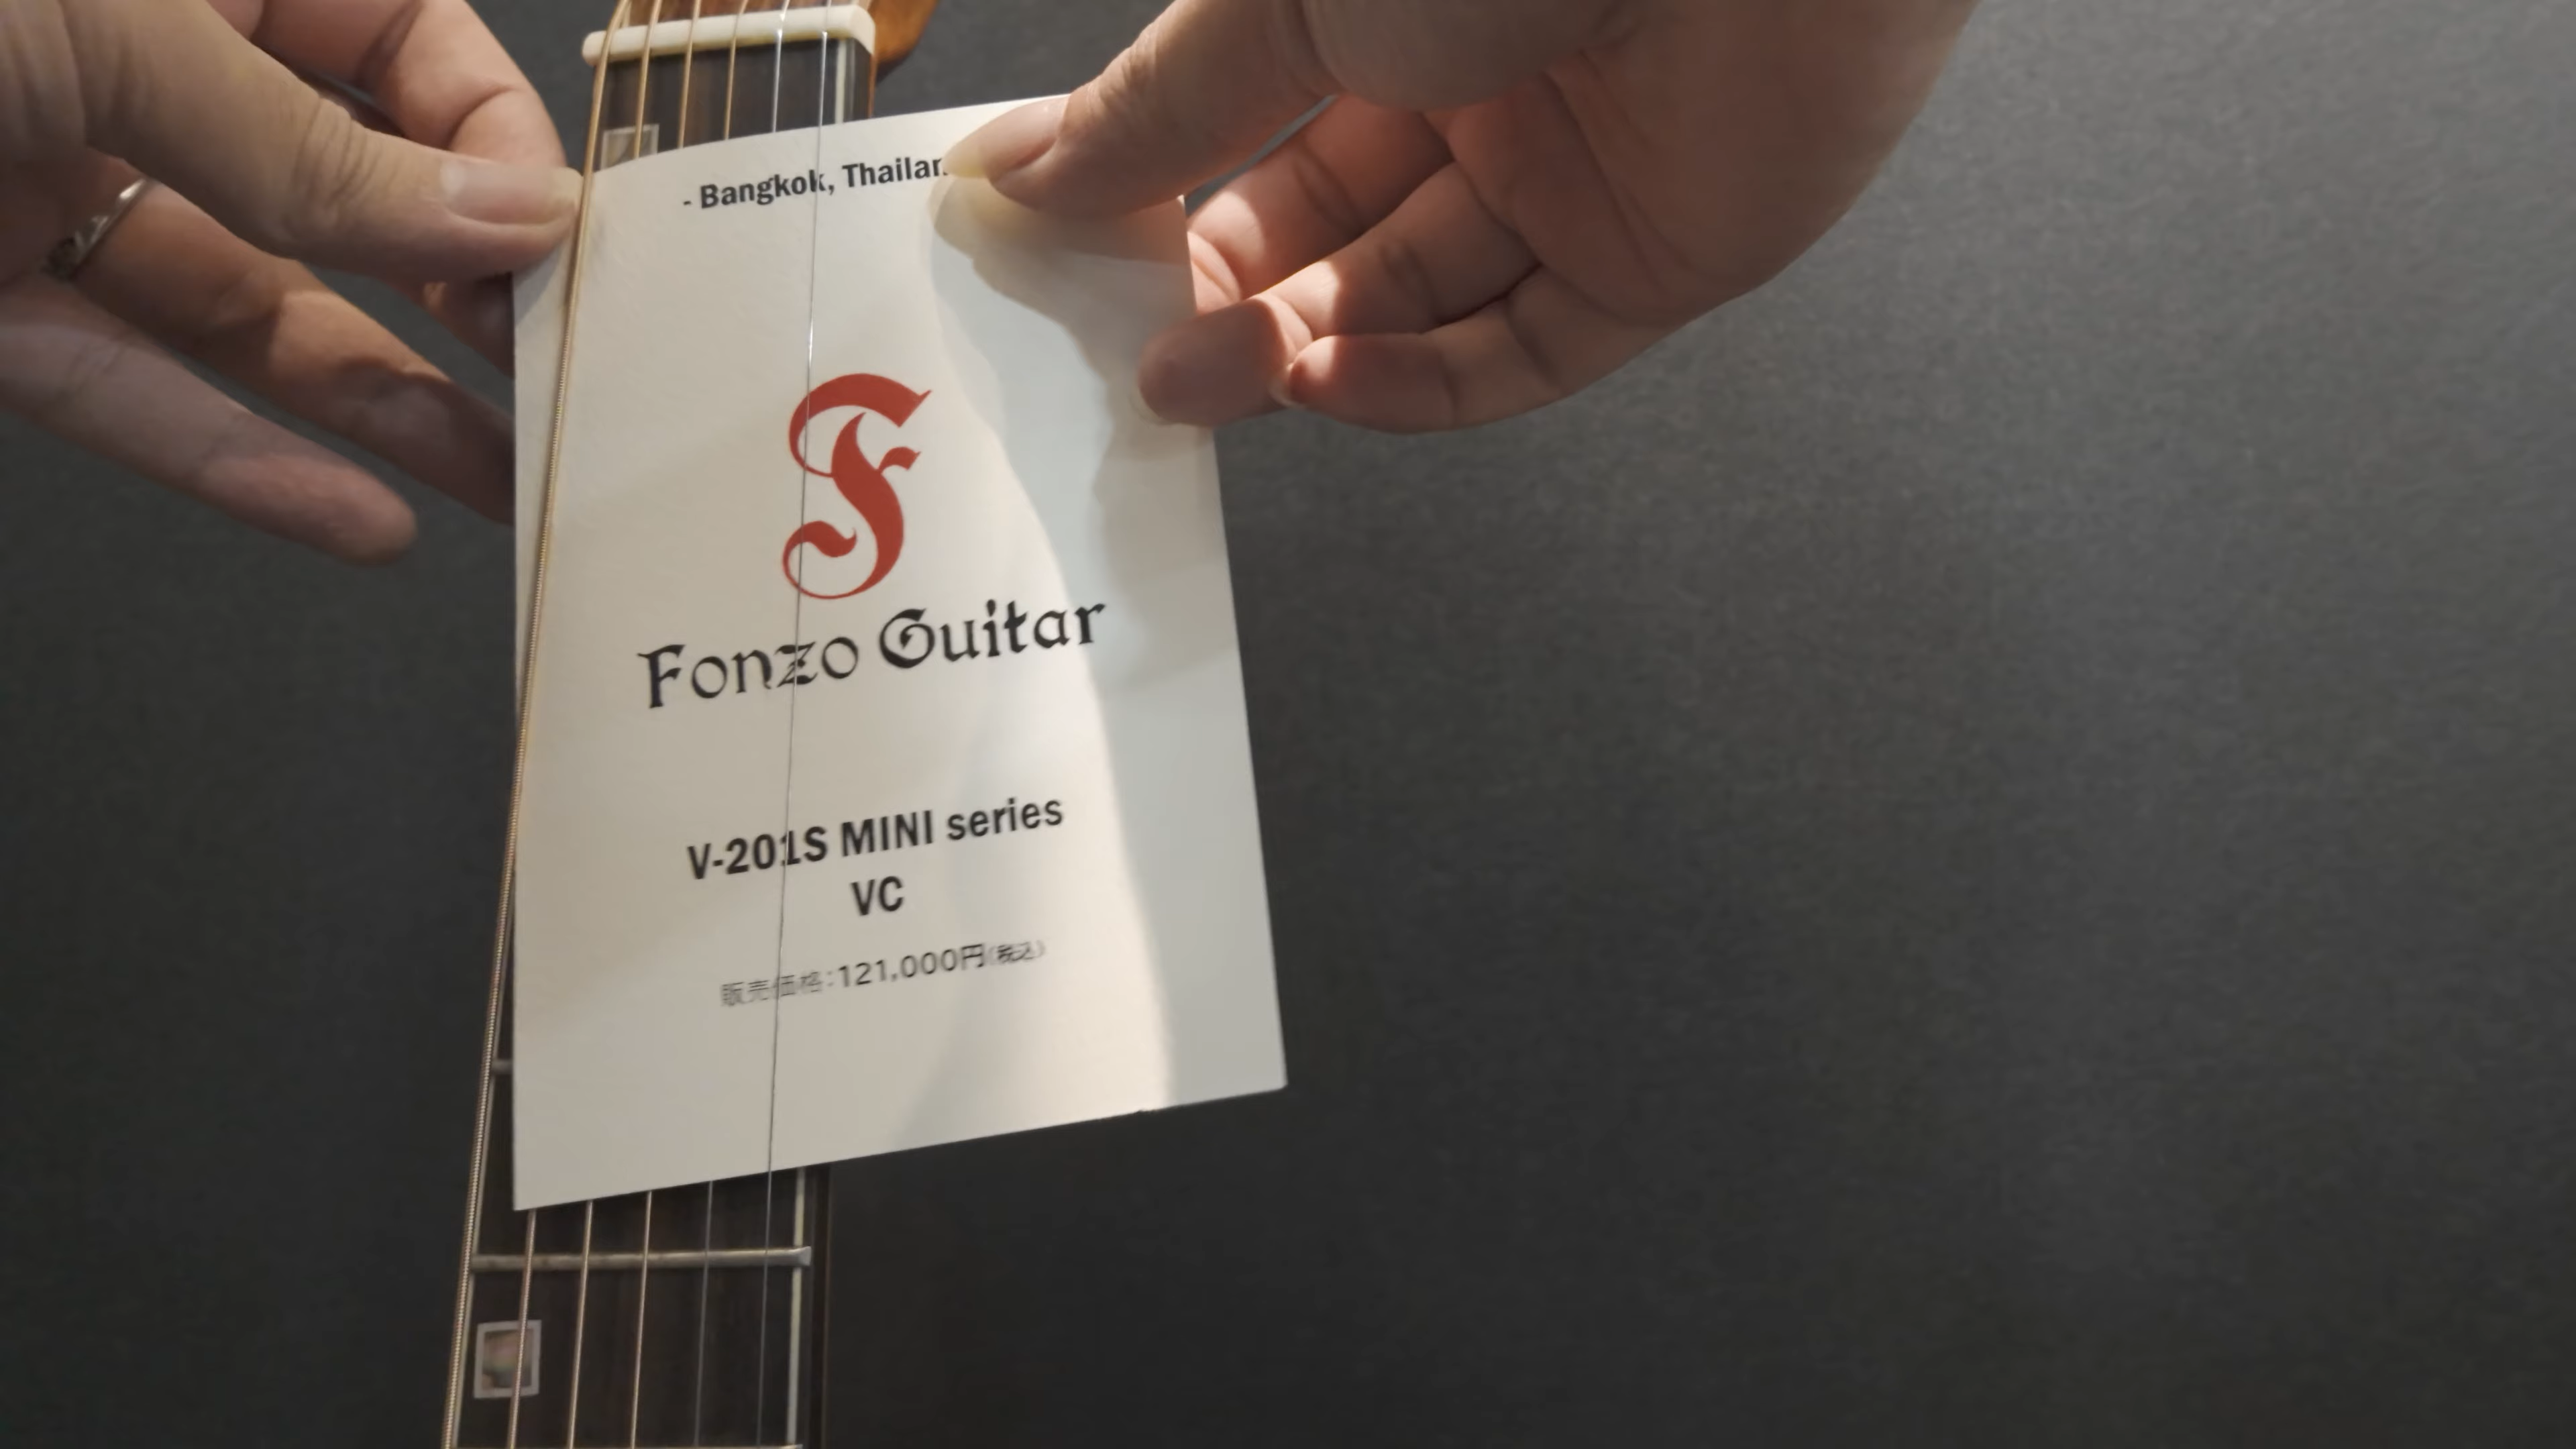 - Bangkok, Thailan
F
Fonzo Guitar
V-201S MINI series
VC
販売価格:121,000円(税込)